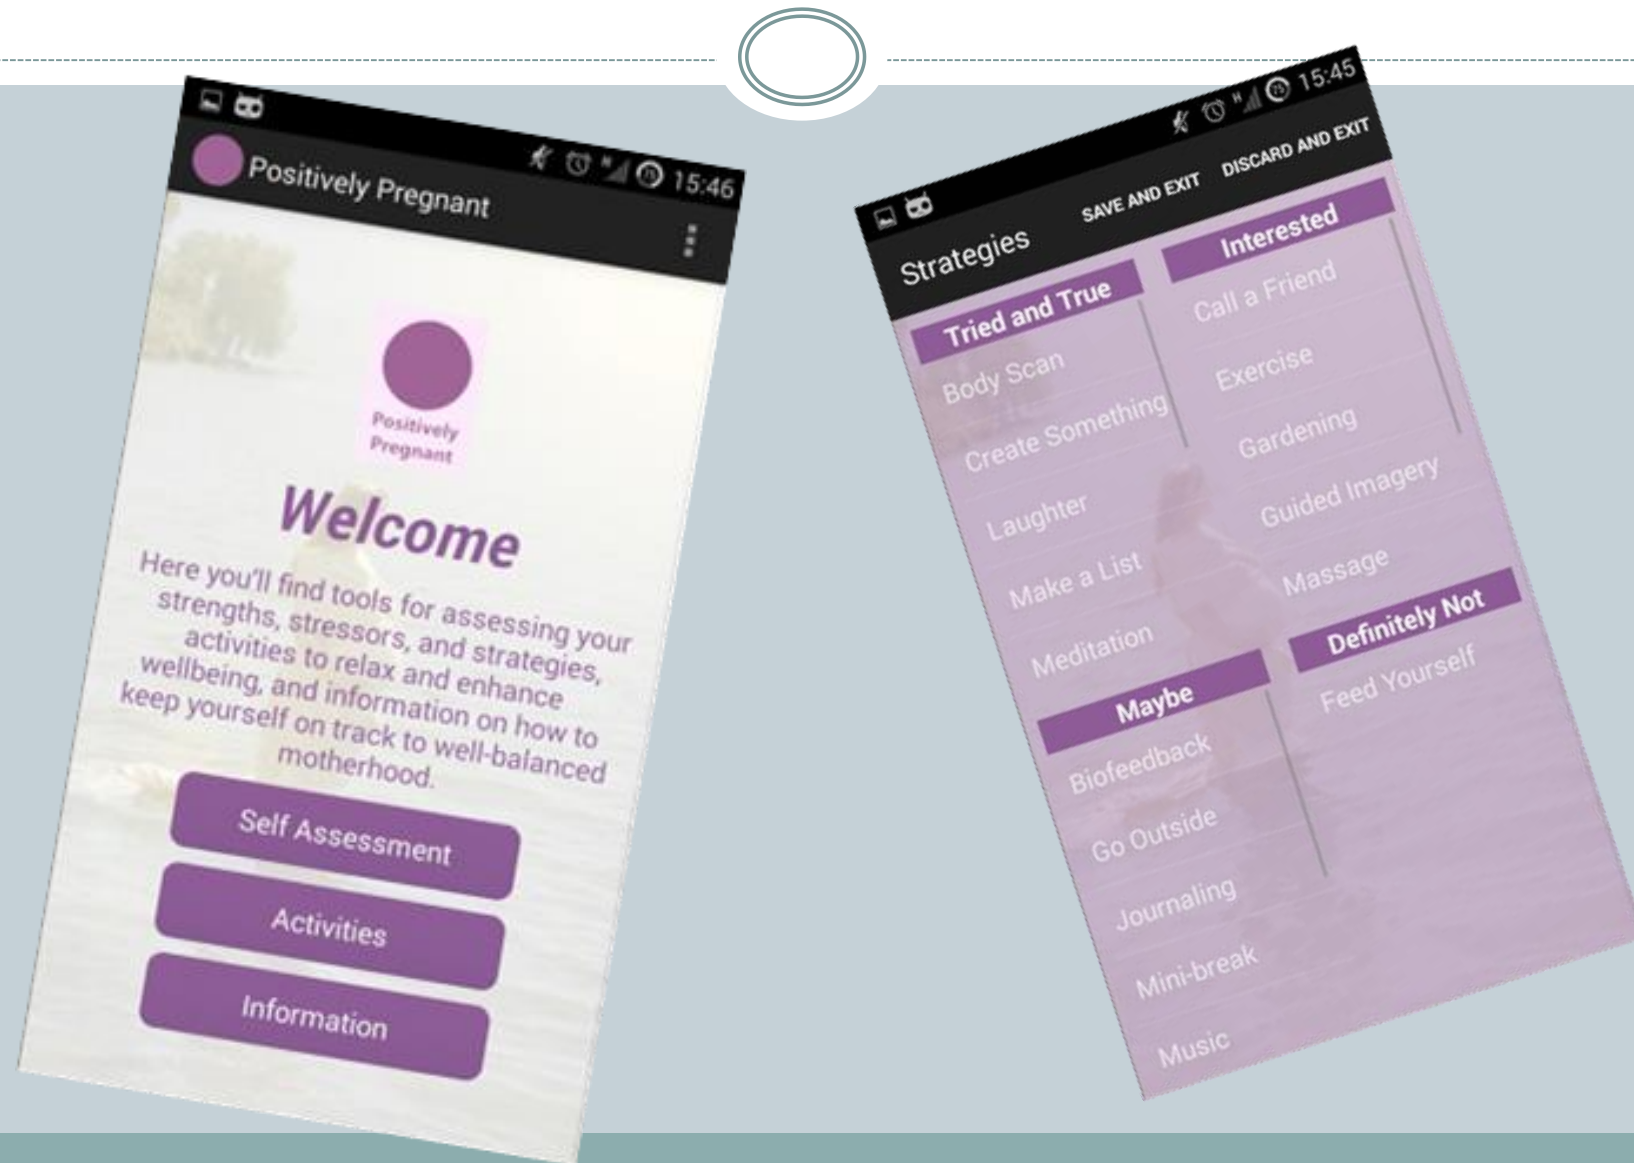 15:46
Positively Pregnant
Positively
Pregnant
Welcome
Here you'll find tools for assessing your
strengths, stressors, and strategies,
activities to relax and enhance
wellbeing, and information on how to
keep yourself on track to well-balanced
motherhood.
Self Assessment
Activities
Information
H 75 15:45
Strategies
SAVE AND EXIT
DISCARD AND EXIT
Tried and True
Body Scan
Create Something
Laughter
Make a List
Meditation
Interested
Call a Friend
Exercise
Gardening
Guided Imagery
Massage
Maybe
Biofeedback
Go Outside
Journaling
Mini-break
Music
Definitely Not
Feed Yourself